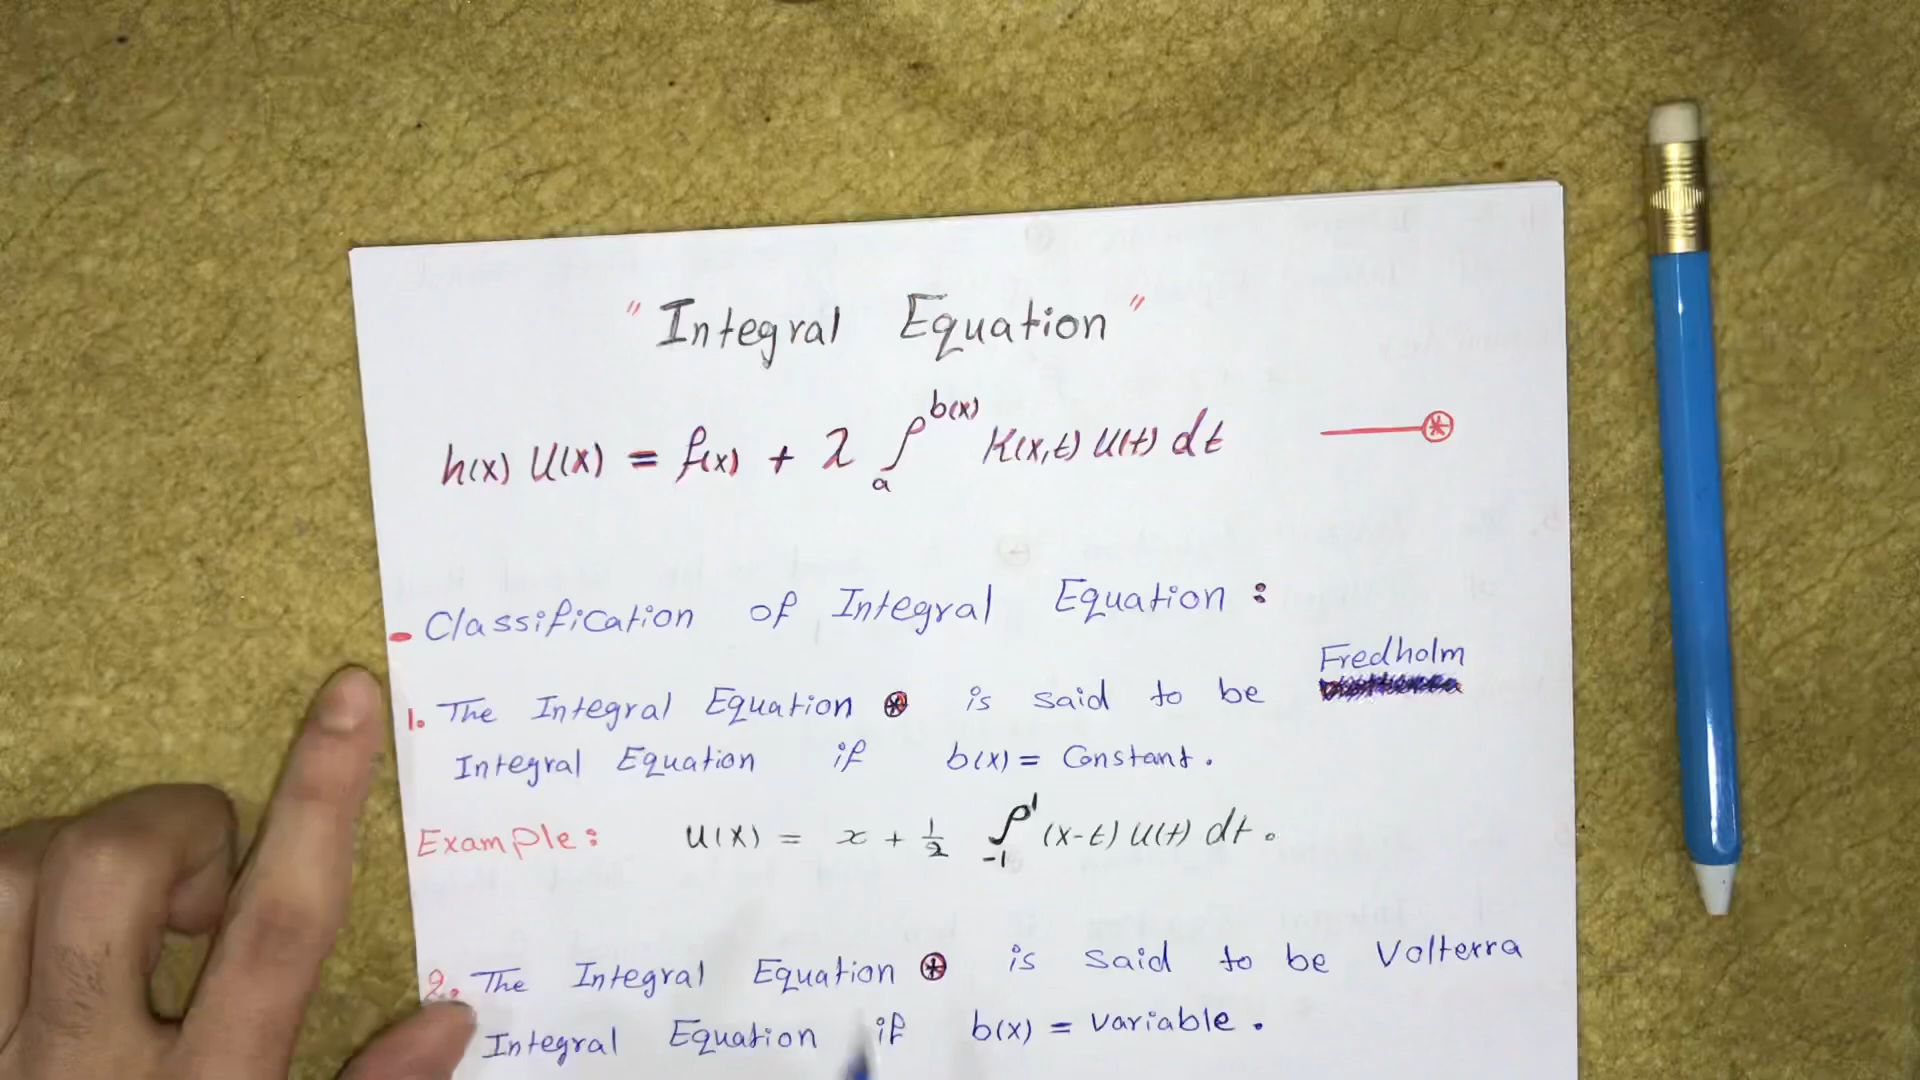 " Integral Equation "
h(x) u(x) = f(x) + λ ∫_a^{b(x)} K(x,t) u(t) dt —— ⊛
- Classification of Integral Equation :
Fredholm
1. The Integral Equation ⊛ is said to be
Integral Equation if b(x) = Constant .
Example : u(x) = x + 1/2 ∫_{-1}^{1} (x-t) u(t) dt .
2. The Integral Equation ⊛ is said to be Volterra
Integral Equation if b(x) = variable .